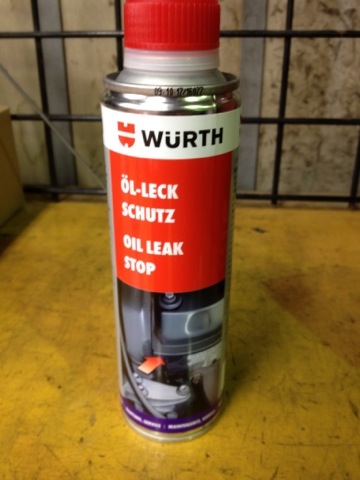 WÜRTH
ÖL-LECK
SCHUTZ
OIL LEAK
STOP